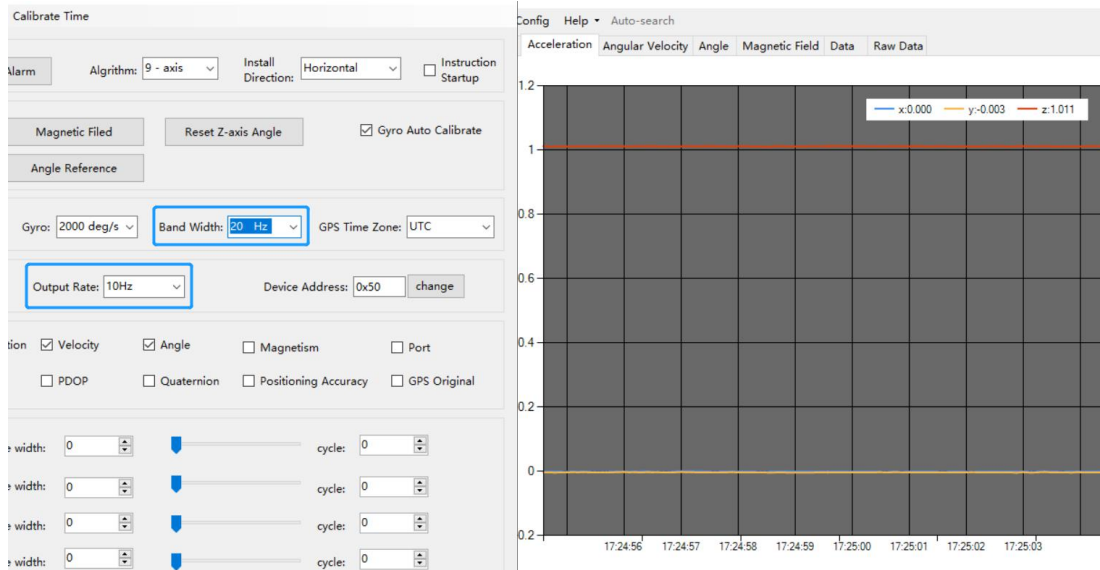 Calibrate Time
Alarm
Algrithm:
9 - axis
Install Direction:
Horizontal
Instruction Startup
Magnetic Filed
Reset Z-axis Angle
Gyro Auto Calibrate
Angle Reference
Gyro:
2000 deg/s
Band Width:
20 Hz
GPS Time Zone:
UTC
Output Rate:
10Hz
Device Address:
0x50
change
tion
Velocity
Angle
Magnetism
Port
PDOP
Quaternion
Positioning Accuracy
GPS Original
e width:
0
cycle:
0
e width:
0
cycle:
0
e width:
0
cycle:
0
e width:
0
cycle:
0
Config
Help
Auto-search
Acceleration
Angular Velocity
Angle
Magnetic Field
Data
Raw Data
x:0.000
y:-0.003
z:1.011
1.2
1
0.8
0.6
0.4
0.2
0
0.2
17:24:56
17:24:57
17:24:58
17:24:59
17:25:00
17:25:01
17:25:02
17:25:03